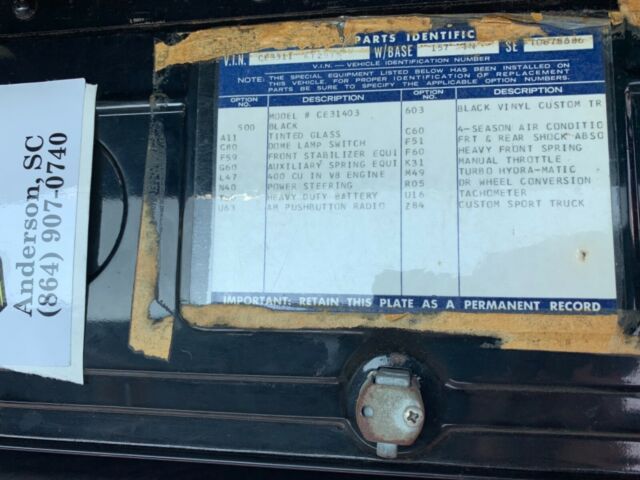 PARTS IDENTIFIC
V.I.N. W/BASE 157 IN SE
V.I.N. — VEHICLE IDENTIFICATION NUMBER
NOTE: THE SPECIAL EQUIPMENT LISTED BELOW HAS BEEN INSTALLED ON
THIS VEHICLE. FOR PROPER IDENTIFICATION OF REPLACEMENT
PARTS BE SURE TO SPECIFY THE APPLICABLE OPTION NUMBERS.
OPTION NO. DESCRIPTION OPTION NO. DESCRIPTION
MODEL # CE31403 603 BLACK VINYL CUSTOM TR
500 BLACK
A11 TINTED GLASS C60 4-SEASON AIR CONDITIO
C80 DOME LAMP SWITCH F51 FRT & REAR SHOCK ABSO
F59 FRONT STABILIZER EQUI F60 HEAVY FRONT SPRING
G60 AUXILIARY SPRING EQUI K31 MANUAL THROTTLE
L47 400 CU IN V8 ENGINE M49 TURBO HYDRA-MATIC
N40 POWER STEERING R05 DR WHEEL CONVERSION
HEAVY DUTY BATTERY U16 TACHOMETER
U63 AM PUSHBUTTON RADIO Z84 CUSTOM SPORT TRUCK
IMPORTANT: RETAIN THIS PLATE AS A PERMANENT RECORD
Anderson, SC
(864) 907-0740